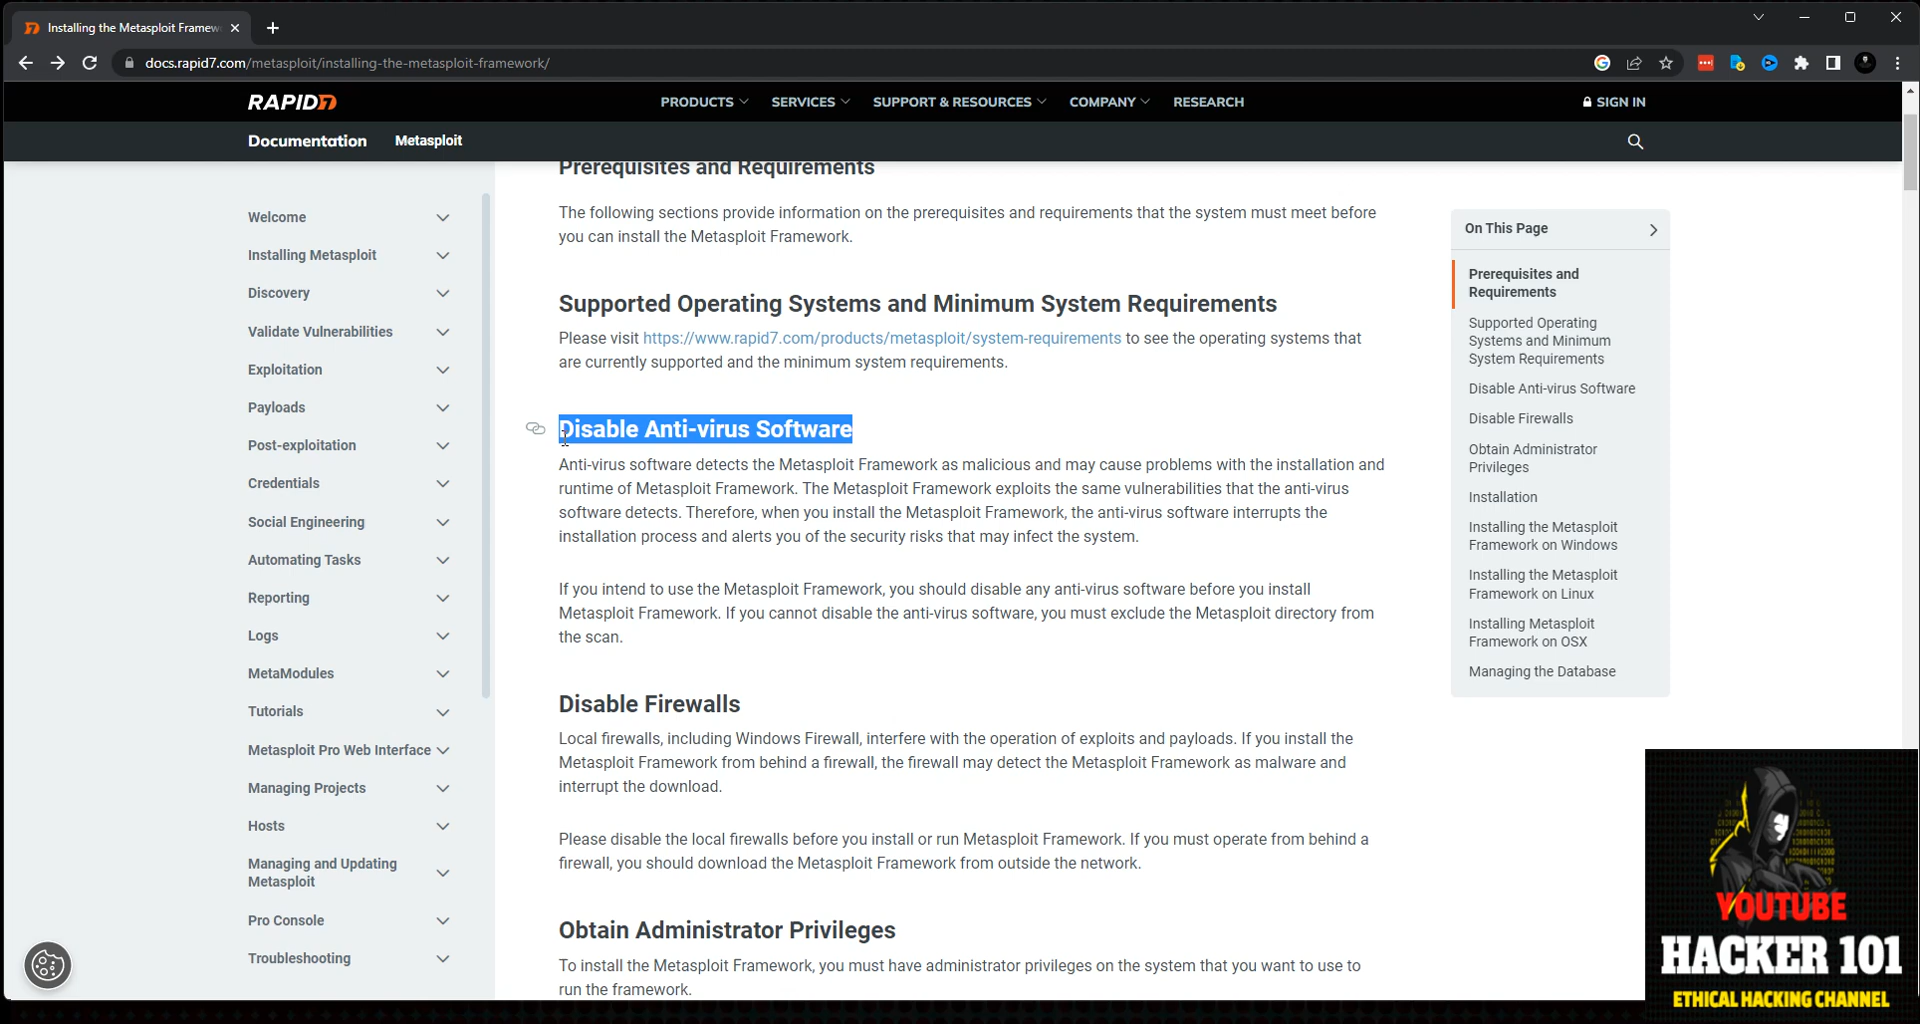 Installing the Metasploit Framew
docs.rapid7.com/metasploit/installing-the-metasploit-framework/
RAPID7
PRODUCTS
SERVICES
SUPPORT & RESOURCES
COMPANY
RESEARCH
SIGN IN
Documentation
Metasploit
Welcome
Installing Metasploit
Discovery
Validate Vulnerabilities
Exploitation
Payloads
Post-exploitation
Credentials
Social Engineering
Automating Tasks
Reporting
Logs
MetaModules
Tutorials
Metasploit Pro Web Interface
Managing Projects
Hosts
Managing and Updating
Metasploit
Pro Console
Troubleshooting
Prerequisites and Requirements
The following sections provide information on the prerequisites and requirements that the system must meet before
you can install the Metasploit Framework.
Supported Operating Systems and Minimum System Requirements
Please visit https://www.rapid7.com/products/metasploit/system-requirements to see the operating systems that
are currently supported and the minimum system requirements.
Disable Anti-virus Software
Anti-virus software detects the Metasploit Framework as malicious and may cause problems with the installation and
runtime of Metasploit Framework. The Metasploit Framework exploits the same vulnerabilities that the anti-virus
software detects. Therefore, when you install the Metasploit Framework, the anti-virus software interrupts the
installation process and alerts you of the security risks that may infect the system.
If you intend to use the Metasploit Framework, you should disable any anti-virus software before you install
Metasploit Framework. If you cannot disable the anti-virus software, you must exclude the Metasploit directory from
the scan.
Disable Firewalls
Local firewalls, including Windows Firewall, interfere with the operation of exploits and payloads. If you install the
Metasploit Framework from behind a firewall, the firewall may detect the Metasploit Framework as malware and
interrupt the download.
Please disable the local firewalls before you install or run Metasploit Framework. If you must operate from behind a
firewall, you should download the Metasploit Framework from outside the network.
Obtain Administrator Privileges
To install the Metasploit Framework, you must have administrator privileges on the system that you want to use to
run the framework.
On This Page
Prerequisites and
Requirements
Supported Operating
Systems and Minimum
System Requirements
Disable Anti-virus Software
Disable Firewalls
Obtain Administrator
Privileges
Installation
Installing the Metasploit
Framework on Windows
Installing the Metasploit
Framework on Linux
Installing Metasploit
Framework on OSX
Managing the Database
YOUTUBE
HACKER 101
ETHICAL HACKING CHANNEL